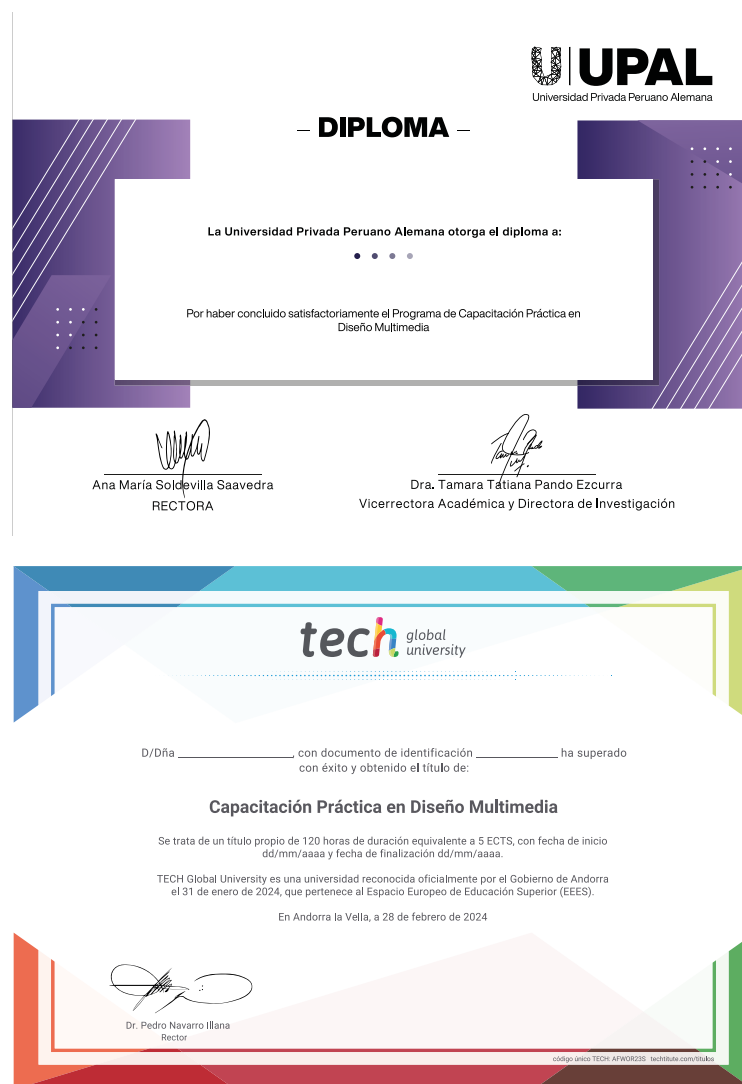 UPAL
Universidad Privada Peruano Alemana
– DIPLOMA –
La Universidad Privada Peruano Alemana otorga el diploma a:
Por haber concluido satisfactoriamente el Programa de Capacitación Práctica en
Diseño Multimedia
Ana María Soldevilla Saavedra
RECTORA
Dra. Tamara Tatiana Pando Ezcurra
Vicerrectora Académica y Directora de Investigación
tech global
university
D/Dña ____________________, con documento de identificación ______________ ha superado
con éxito y obtenido el título de:
Capacitación Práctica en Diseño Multimedia
Se trata de un título propio de 120 horas de duración equivalente a 5 ECTS, con fecha de inicio
dd/mm/aaaa y fecha de finalización dd/mm/aaaa.
TECH Global University es una universidad reconocida oficialmente por el Gobierno de Andorra
el 31 de enero de 2024, que pertenece al Espacio Europeo de Educación Superior (EEES).
En Andorra la Vella, a 28 de febrero de 2024
Dr. Pedro Navarro Illana
Rector
código único TECH: AFWOR23S techtitute.com/titulos